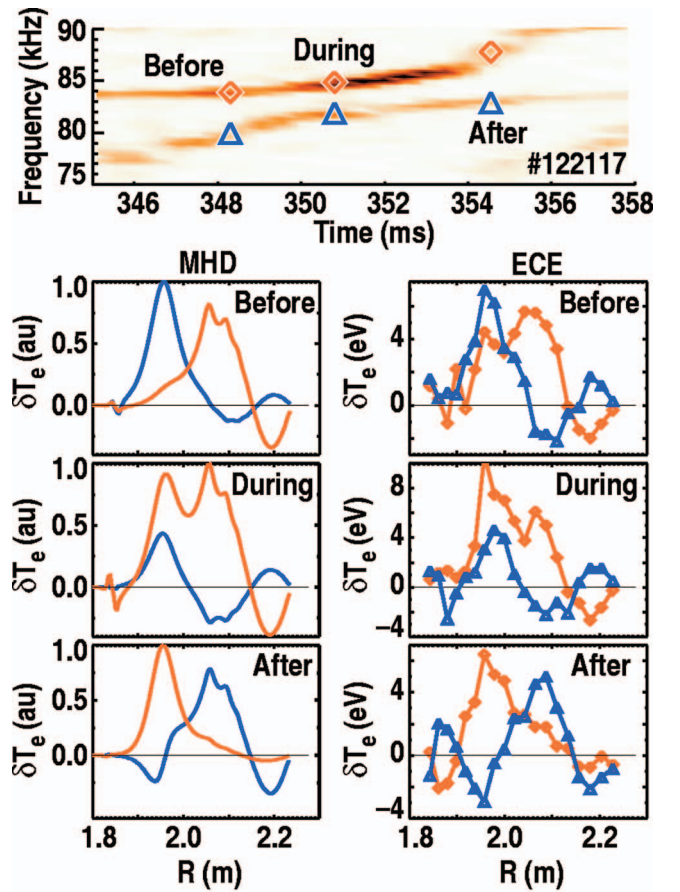 90
85
80
75
Frequency (kHz)
Before
During
After
#122117
346 348 350 352 354 356 358
Time (ms)
MHD
ECE
1.0
0.5
0.0
δTe (au)
Before
4
0
δTe (eV)
Before
1.0
0.5
0.0
δTe (au)
During
8
4
0
−4
δTe (eV)
During
1.0
0.5
0.0
δTe (au)
After
4
0
−4
δTe (eV)
After
1.8 2.0 2.2
R (m)
1.8 2.0 2.2
R (m)